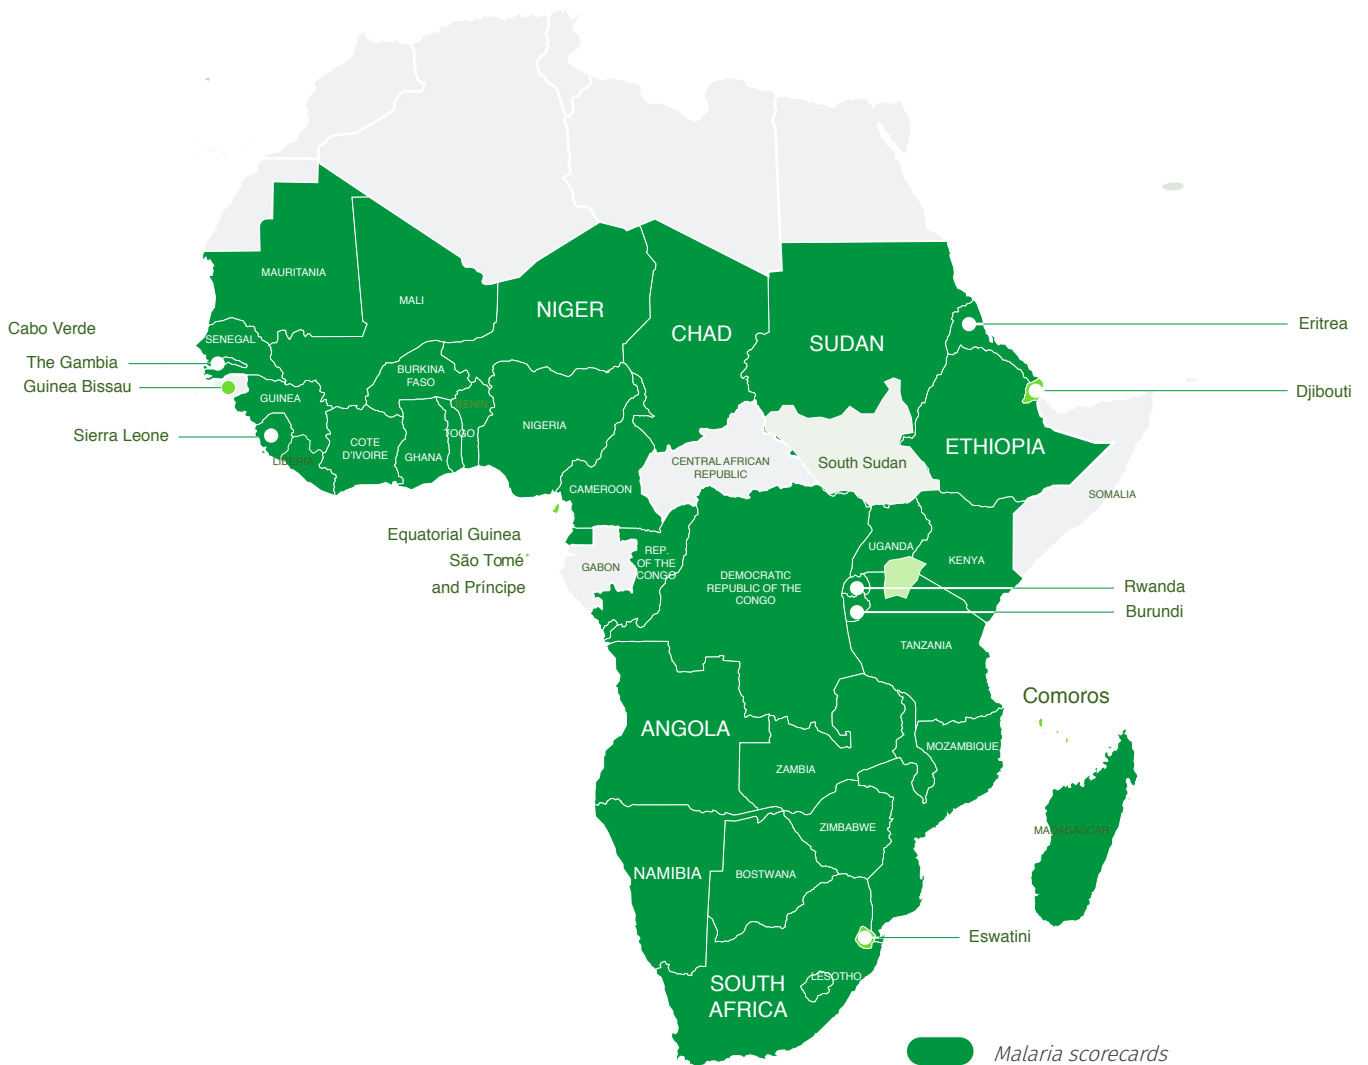 MAURITANIA
MALI
NIGER
CHAD
SUDAN
Cabo Verde
Eritrea
SENEGAL
The Gambia
Guinea Bissau
BURKINA
FASO
Djibouti
GUINEA
BENIN
Sierra Leone
TOGO
NIGERIA
COTE
D'IVOIRE
GHANA
LIBERIA
ETHIOPIA
CENTRAL AFRICAN
REPUBLIC
South Sudan
CAMEROON
SOMALIA
Equatorial Guinea
São Tomé
and Príncipe
GABON
REP.
OF THE
CONGO
UGANDA
KENYA
DEMOCRATIC
REPUBLIC OF THE
CONGO
Rwanda
Burundi
TANZANIA
Comoros
ANGOLA
MOZAMBIQUE
ZAMBIA
ZIMBABWE
MADAGASCAR
NAMIBIA
BOSTWANA
Eswatini
LESOTHO
SOUTH
AFRICA
Malaria scorecards